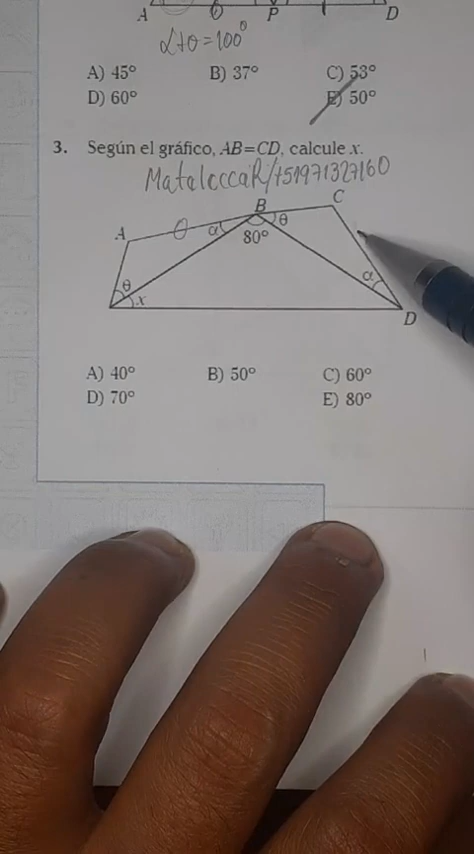 A O P D
α+θ=100°
A) 45° B) 37° C) 53°
D) 60° E) 50°
3. Según el gráfico, AB=CD, calcule x.
MataleccaR/+51971327160
C
B
A θ α θ
80°
θ x α
D
A) 40° B) 50° C) 60°
D) 70° E) 80°